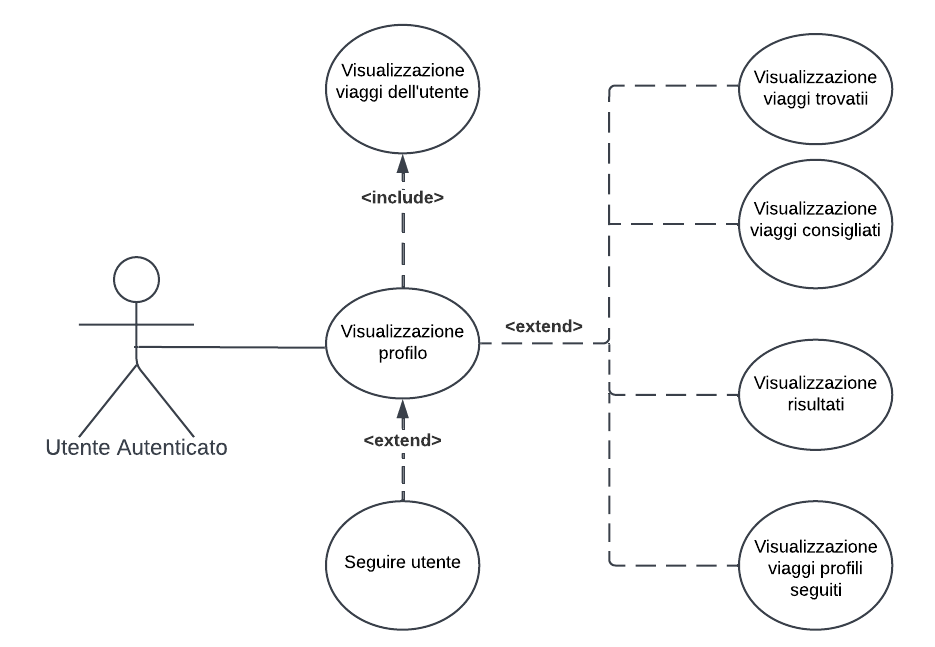 Visualizzazione
viaggi dell'utente
<include>
Visualizzazione
profilo
<extend>
Seguire utente
Utente Autenticato
<extend>
Visualizzazione
viaggi trovatii
Visualizzazione
viaggi consigliati
Visualizzazione
risultati
Visualizzazione
viaggi profili
seguiti